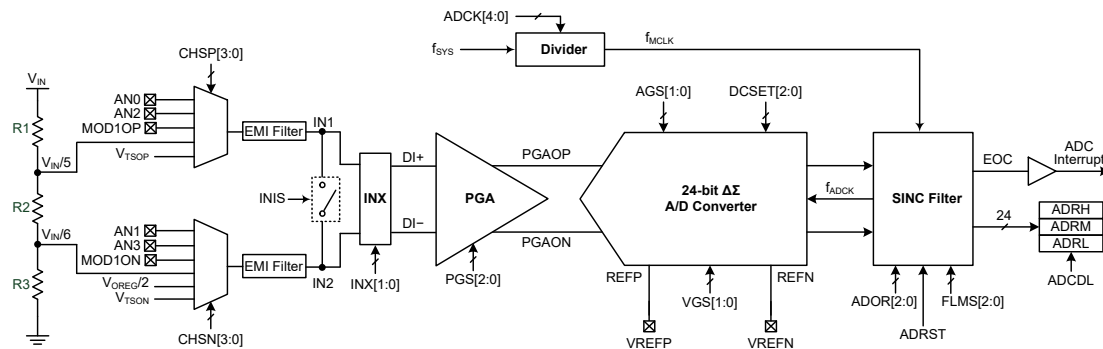 ADCK[4:0]
fSYS
Divider
fMCLK
CHSP[3:0]
VIN
AN0
AN2
MOD1OP
VIN/5
VTSOP
R1
R2
R3
EMI Filter
IN1
INIS
INX
DI+
DI−
PGA
PGS[2:0]
PGAOP
PGAON
AGS[1:0]
DCSET[2:0]
24-bit ΔΣ
A/D Converter
fADCK
SINC Filter
EOC
ADC
Interrupt
24
ADRH
ADRM
ADRL
ADCDL
VIN/6
AN1
AN3
MOD1ON
VOREG/2
VTSON
EMI Filter
IN2
INX[1:0]
CHSN[3:0]
REFP
VGS[1:0]
REFN
VREFP
VREFN
ADOR[2:0]
FLMS[2:0]
ADRST